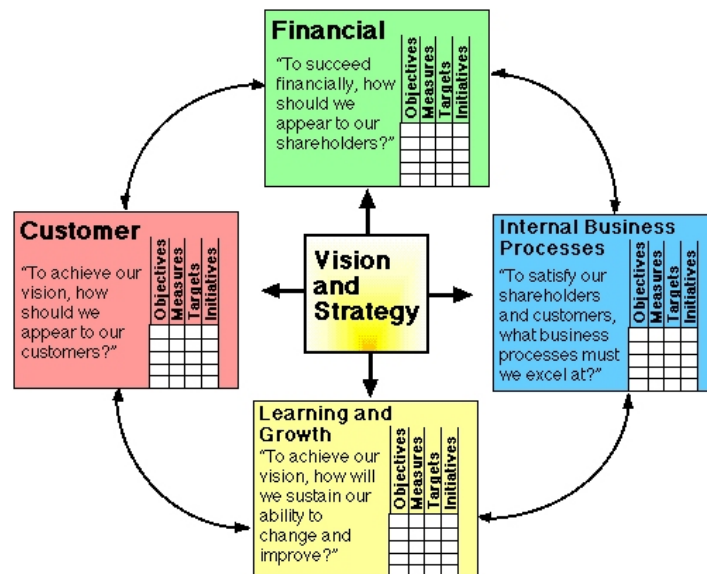 Financial
“To succeed
financially, how
should we
appear to our
shareholders?”
Objectives
Measures
Targets
Initiatives
Customer
“To achieve our
vision, how
should we
appear to our
customers?”
Objectives
Measures
Targets
Initiatives
Vision
and
Strategy
Internal Business
Processes
“To satisfy our
shareholders
and customers,
what business
processes must
we excel at?”
Objectives
Measures
Targets
Initiatives
Learning and
Growth
“To achieve our
vision, how will
we sustain our
ability to
change and
improve?”
Objectives
Measures
Targets
Initiatives